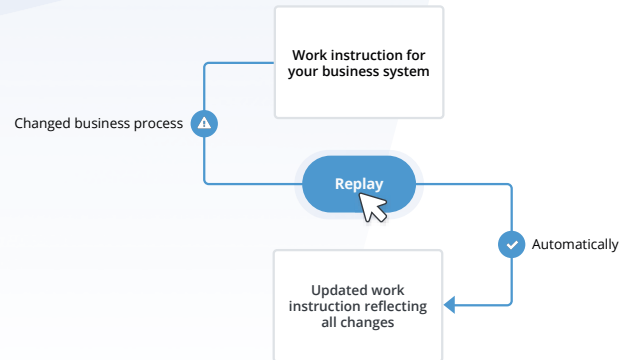 Work instruction for
your business system
Changed business process
Replay
Automatically
Updated work
instruction reflecting
all changes